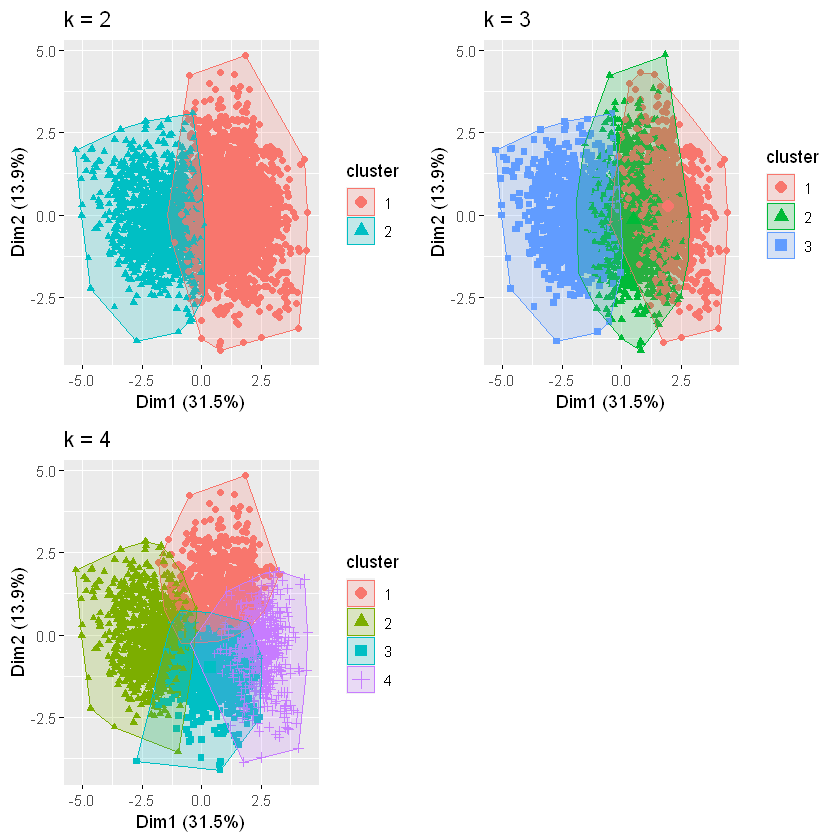 k = 2
5.0
2.5
0.0
-2.5
-5.0 -2.5 0.0 2.5
Dim1 (31.5%)
Dim2 (13.9%)
cluster
1
2
k = 3
5.0
2.5
0.0
-2.5
-5.0 -2.5 0.0 2.5
Dim1 (31.5%)
Dim2 (13.9%)
cluster
1
2
3
k = 4
5.0
2.5
0.0
-2.5
-5.0 -2.5 0.0 2.5
Dim1 (31.5%)
Dim2 (13.9%)
cluster
1
2
3
4